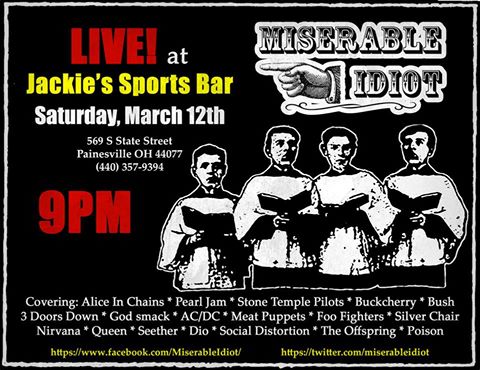 LIVE! at
Jackie's Sports Bar
Saturday, March 12th
569 S State Street
Painesville OH 44077
(440) 357-9394
9PM
MISERABLE
IDIOT
Covering: Alice In Chains * Pearl Jam * Stone Temple Pilots * Buckcherry * Bush
3 Doors Down * God smack * AC/DC * Meat Puppets * Foo Fighters * Silver Chair
Nirvana * Queen * Seether * Dio * Social Distortion * The Offspring * Poison
https://www.facebook.com/MiserableIdiot/ https://twitter.com/miserableidiot